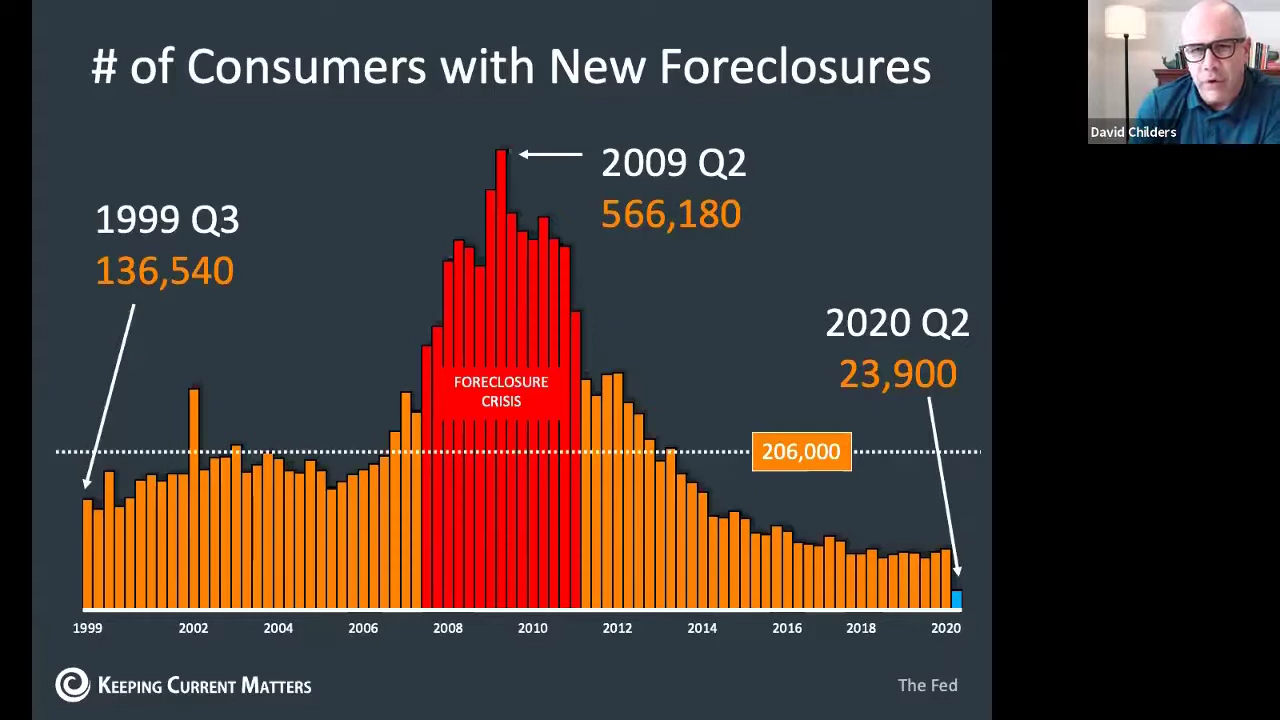 # of Consumers with New Foreclosures
David Childers
2009 Q2
566,180
1999 Q3
136,540
2020 Q2
23,900
FORECLOSURE
CRISIS
206,000
1999 2002 2004 2006 2008 2010 2012 2014 2016 2018 2020
KEEPING CURRENT MATTERS
The Fed